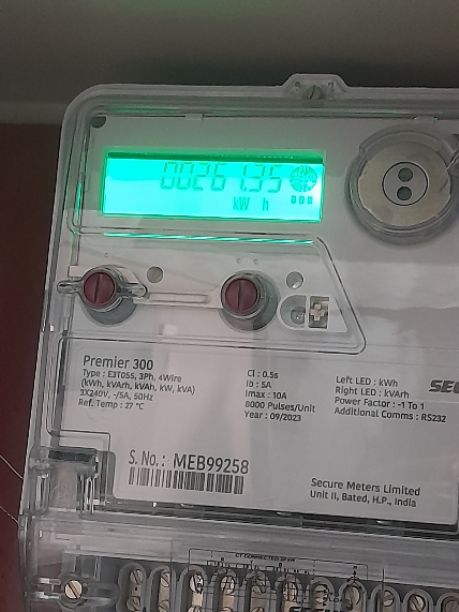 00261.35
kW h
Premier 300
Type : E3T055, 3Ph, 4Wire
(kWh, kVArh, kVAh, kW, kVA)
3X240V, -/5A, 50Hz
Ref. Temp : 27 °C
Cl : 0.5s
Ib : 5A
Imax : 10A
8000 Pulses/Unit
Year : 09/2023
Left LED : kWh
Right LED : kVArh
Power Factor : -1 To 1
Additional Comms : RS232
S. No.: MEB99258
Secure Meters Limited
Unit II, Bated, H.P., India